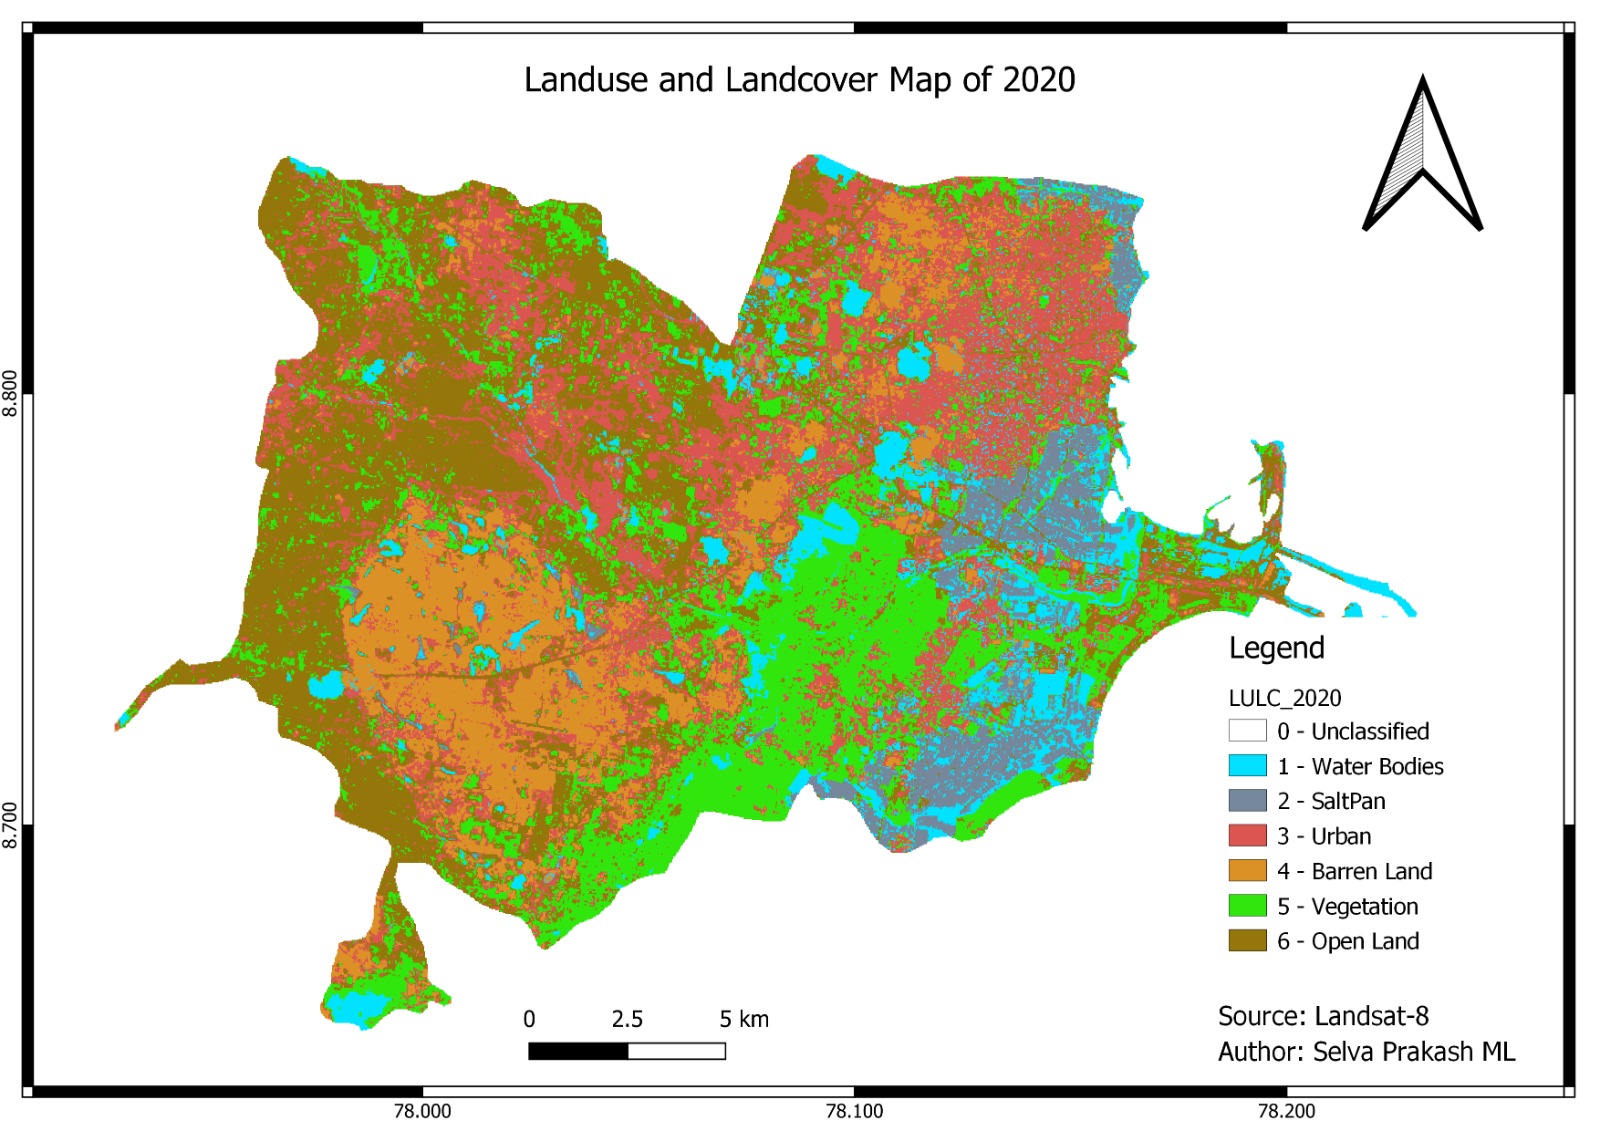 Landuse and Landcover Map of 2020
8.800
8.700
Legend
LULC_2020
0 - Unclassified
1 - Water Bodies
2 - SaltPan
3 - Urban
4 - Barren Land
5 - Vegetation
6 - Open Land
0 2.5 5 km
Source: Landsat-8
Author: Selva Prakash ML
78.000 78.100 78.200